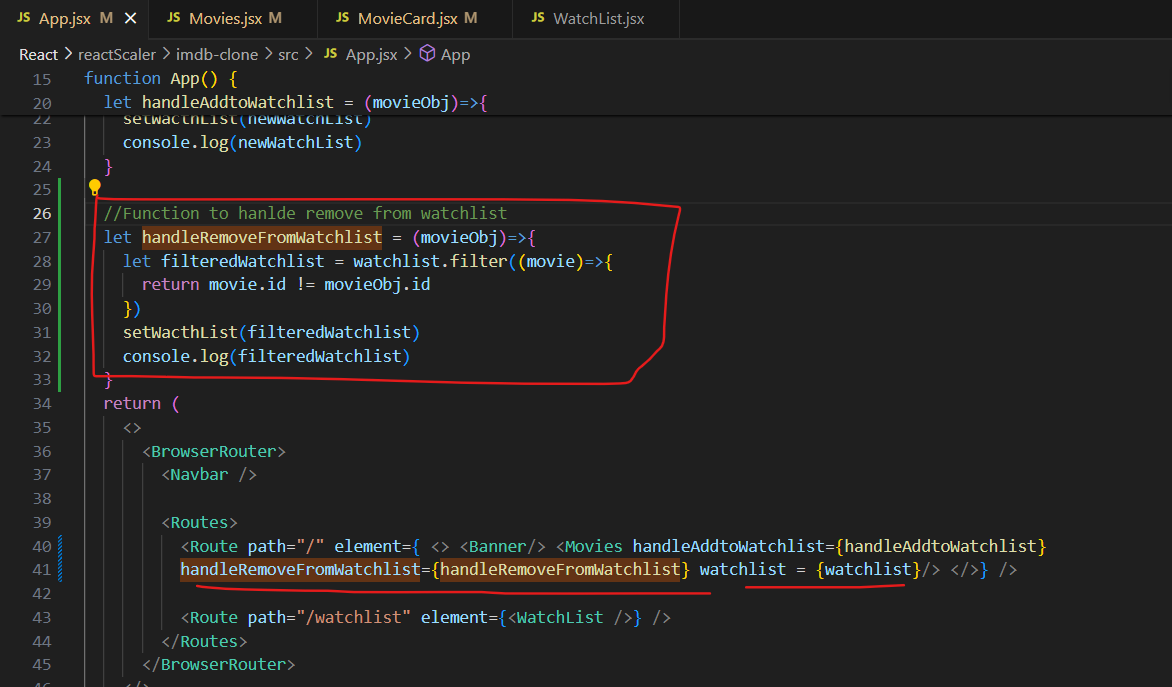 JS App.jsx M JS Movies.jsx M JS MovieCard.jsx M JS WatchList.jsx
React > reactScaler > imdb-clone > src > JS App.jsx > App
15 function App() {
20 let handleAddtoWatchlist = (movieObj)=>{
22 setWacthList(newWatchList)
23 console.log(newWatchList)
24 }
25
26 //Function to hanlde remove from watchlist
27 let handleRemoveFromWatchlist = (movieObj)=>{
28 let filteredWatchlist = watchlist.filter((movie)=>{
29 return movie.id != movieObj.id
30 })
31 setWacthList(filteredWatchlist)
32 console.log(filteredWatchlist)
33 }
34 return (
35 <>
36 <BrowserRouter>
37 <Navbar />
38
39 <Routes>
40 <Route path="/" element={ <> <Banner/> <Movies handleAddtoWatchlist={handleAddtoWatchlist}
41 handleRemoveFromWatchlist={handleRemoveFromWatchlist} watchlist = {watchlist}/> </>} />
42
43 <Route path="/watchlist" element={<WatchList />} />
44 </Routes>
45 </BrowserRouter>
46 </>